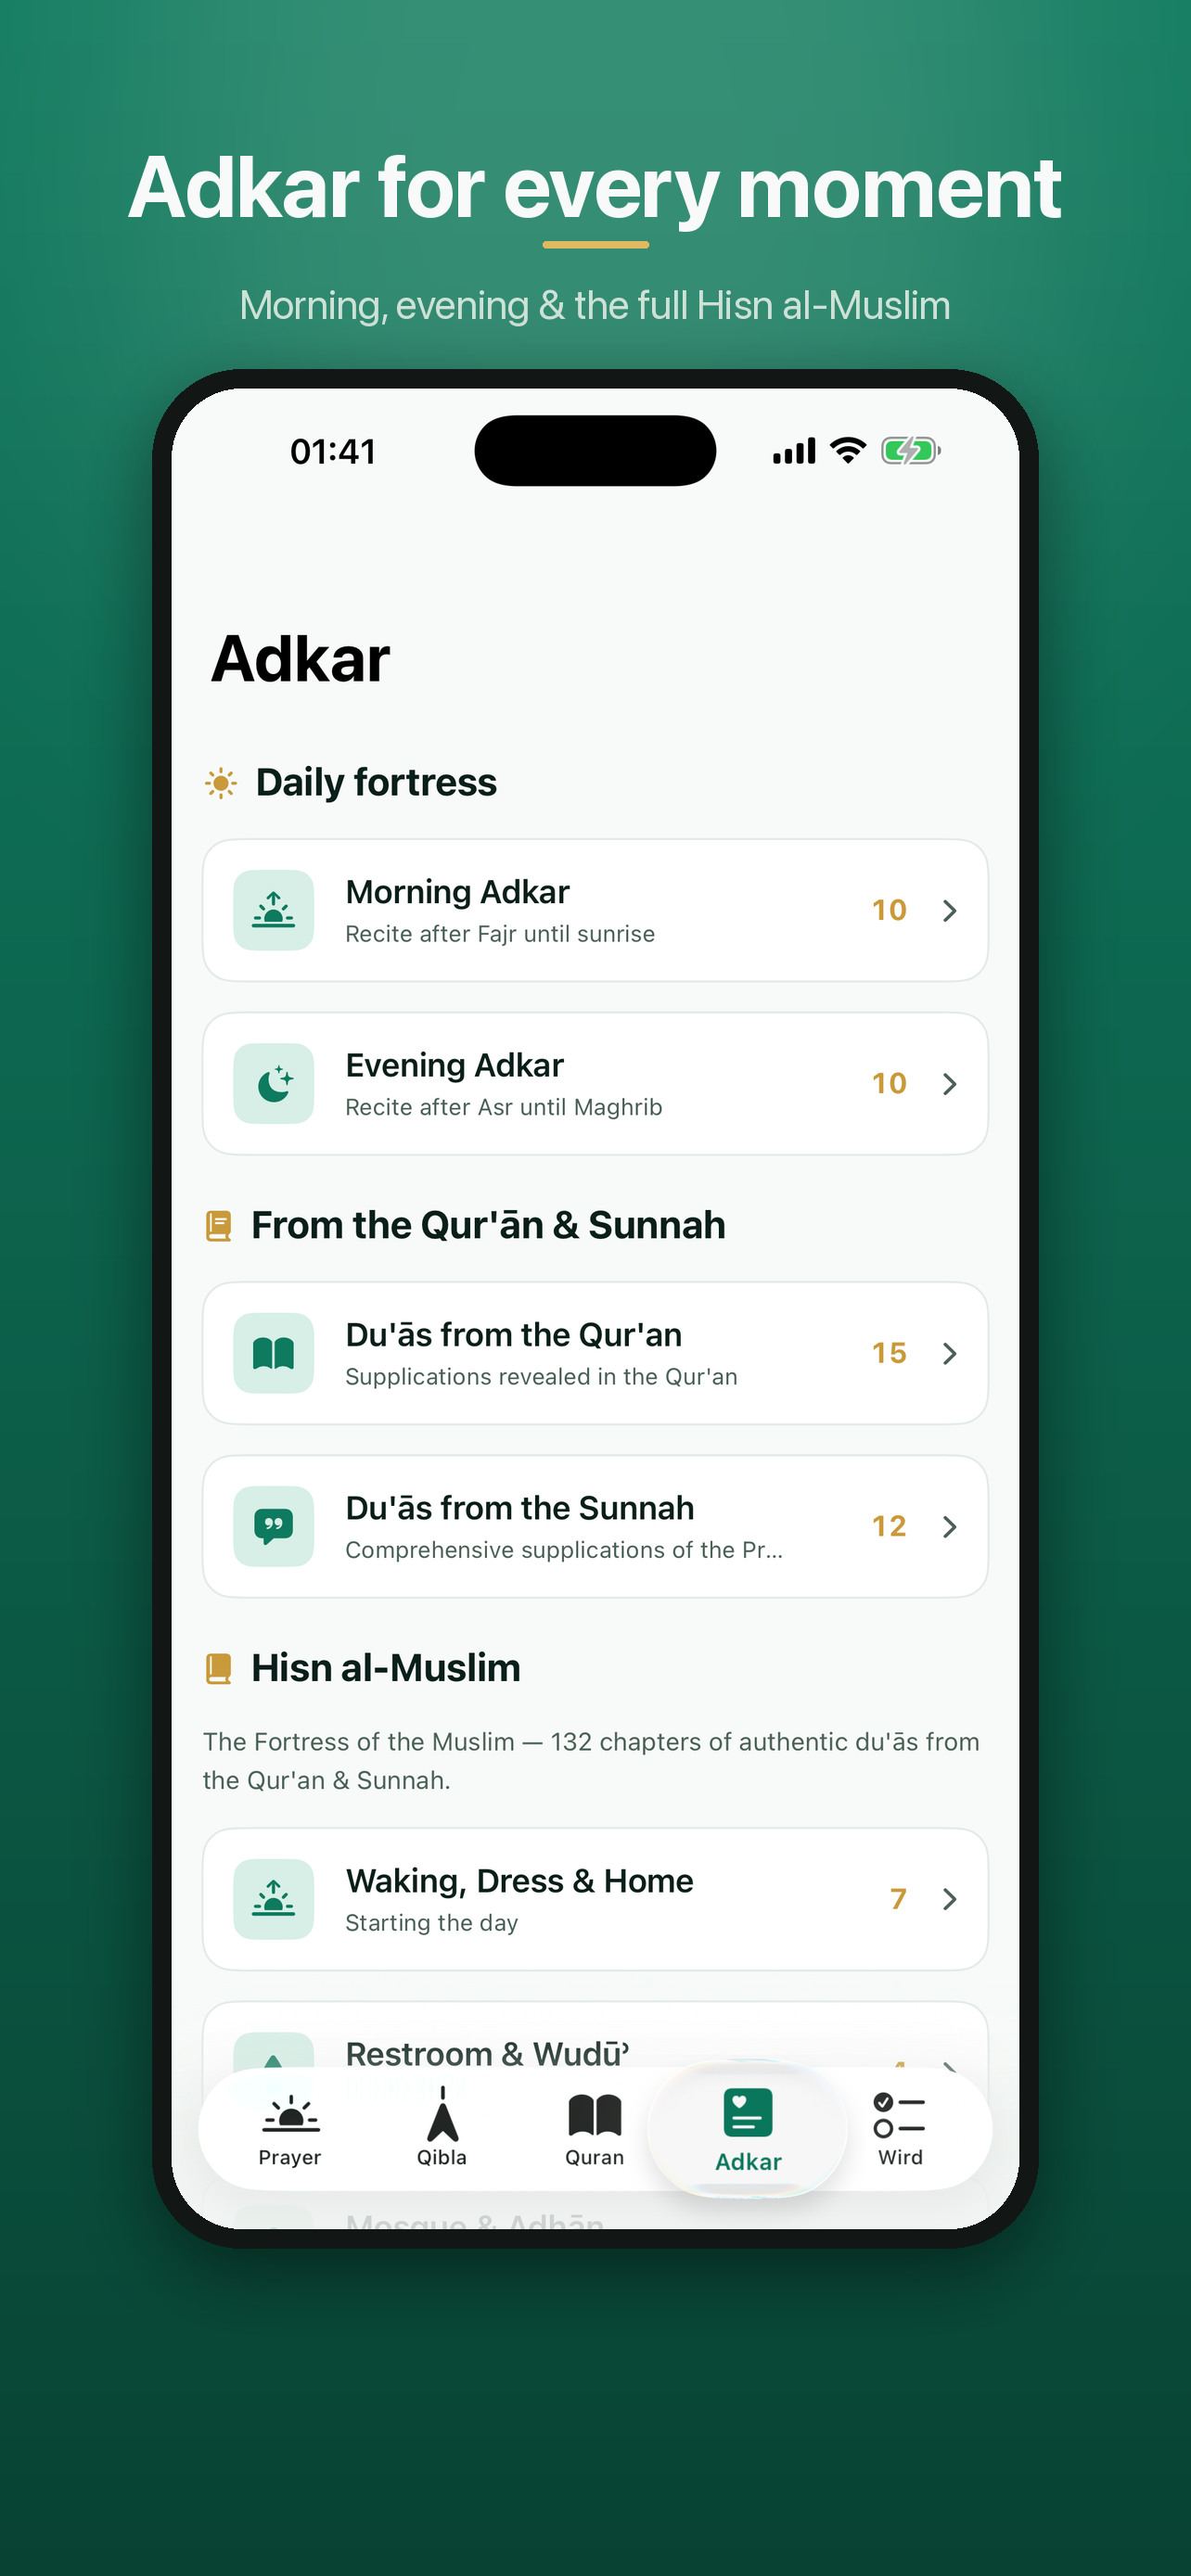 Adkar for every moment
Morning, evening & the full Hisn al-Muslim
01:41
Adkar
Daily fortress
Morning Adkar
Recite after Fajr until sunrise
10
Evening Adkar
Recite after Asr until Maghrib
10
From the Qur'ān & Sunnah
Du'ās from the Qur'an
Supplications revealed in the Qur'an
15
Du'ās from the Sunnah
Comprehensive supplications of the Pr...
12
Hisn al-Muslim
The Fortress of the Muslim — 132 chapters of authentic du'ās from
the Qur'an & Sunnah.
Waking, Dress & Home
Starting the day
7
Restroom & Wudūʾ
Prayer
Qibla
Quran
Adkar
Wird
Mosque & Adhān